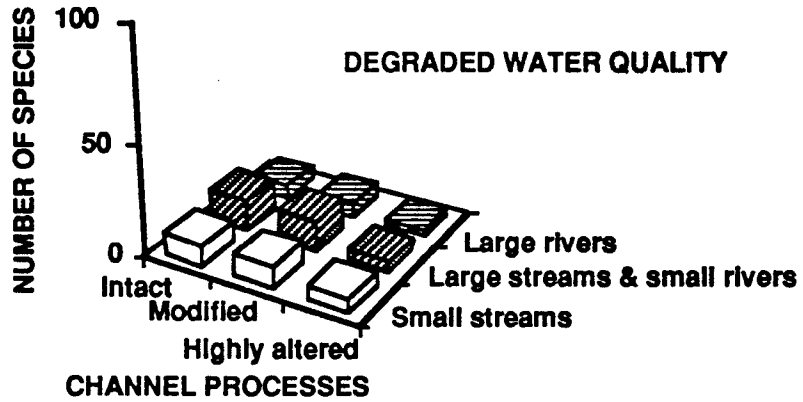 100
DEGRADED WATER QUALITY
NUMBER OF SPECIES
50
0
Large rivers
Intact
Large streams & small rivers
Modified
Small streams
Highly altered
CHANNEL PROCESSES